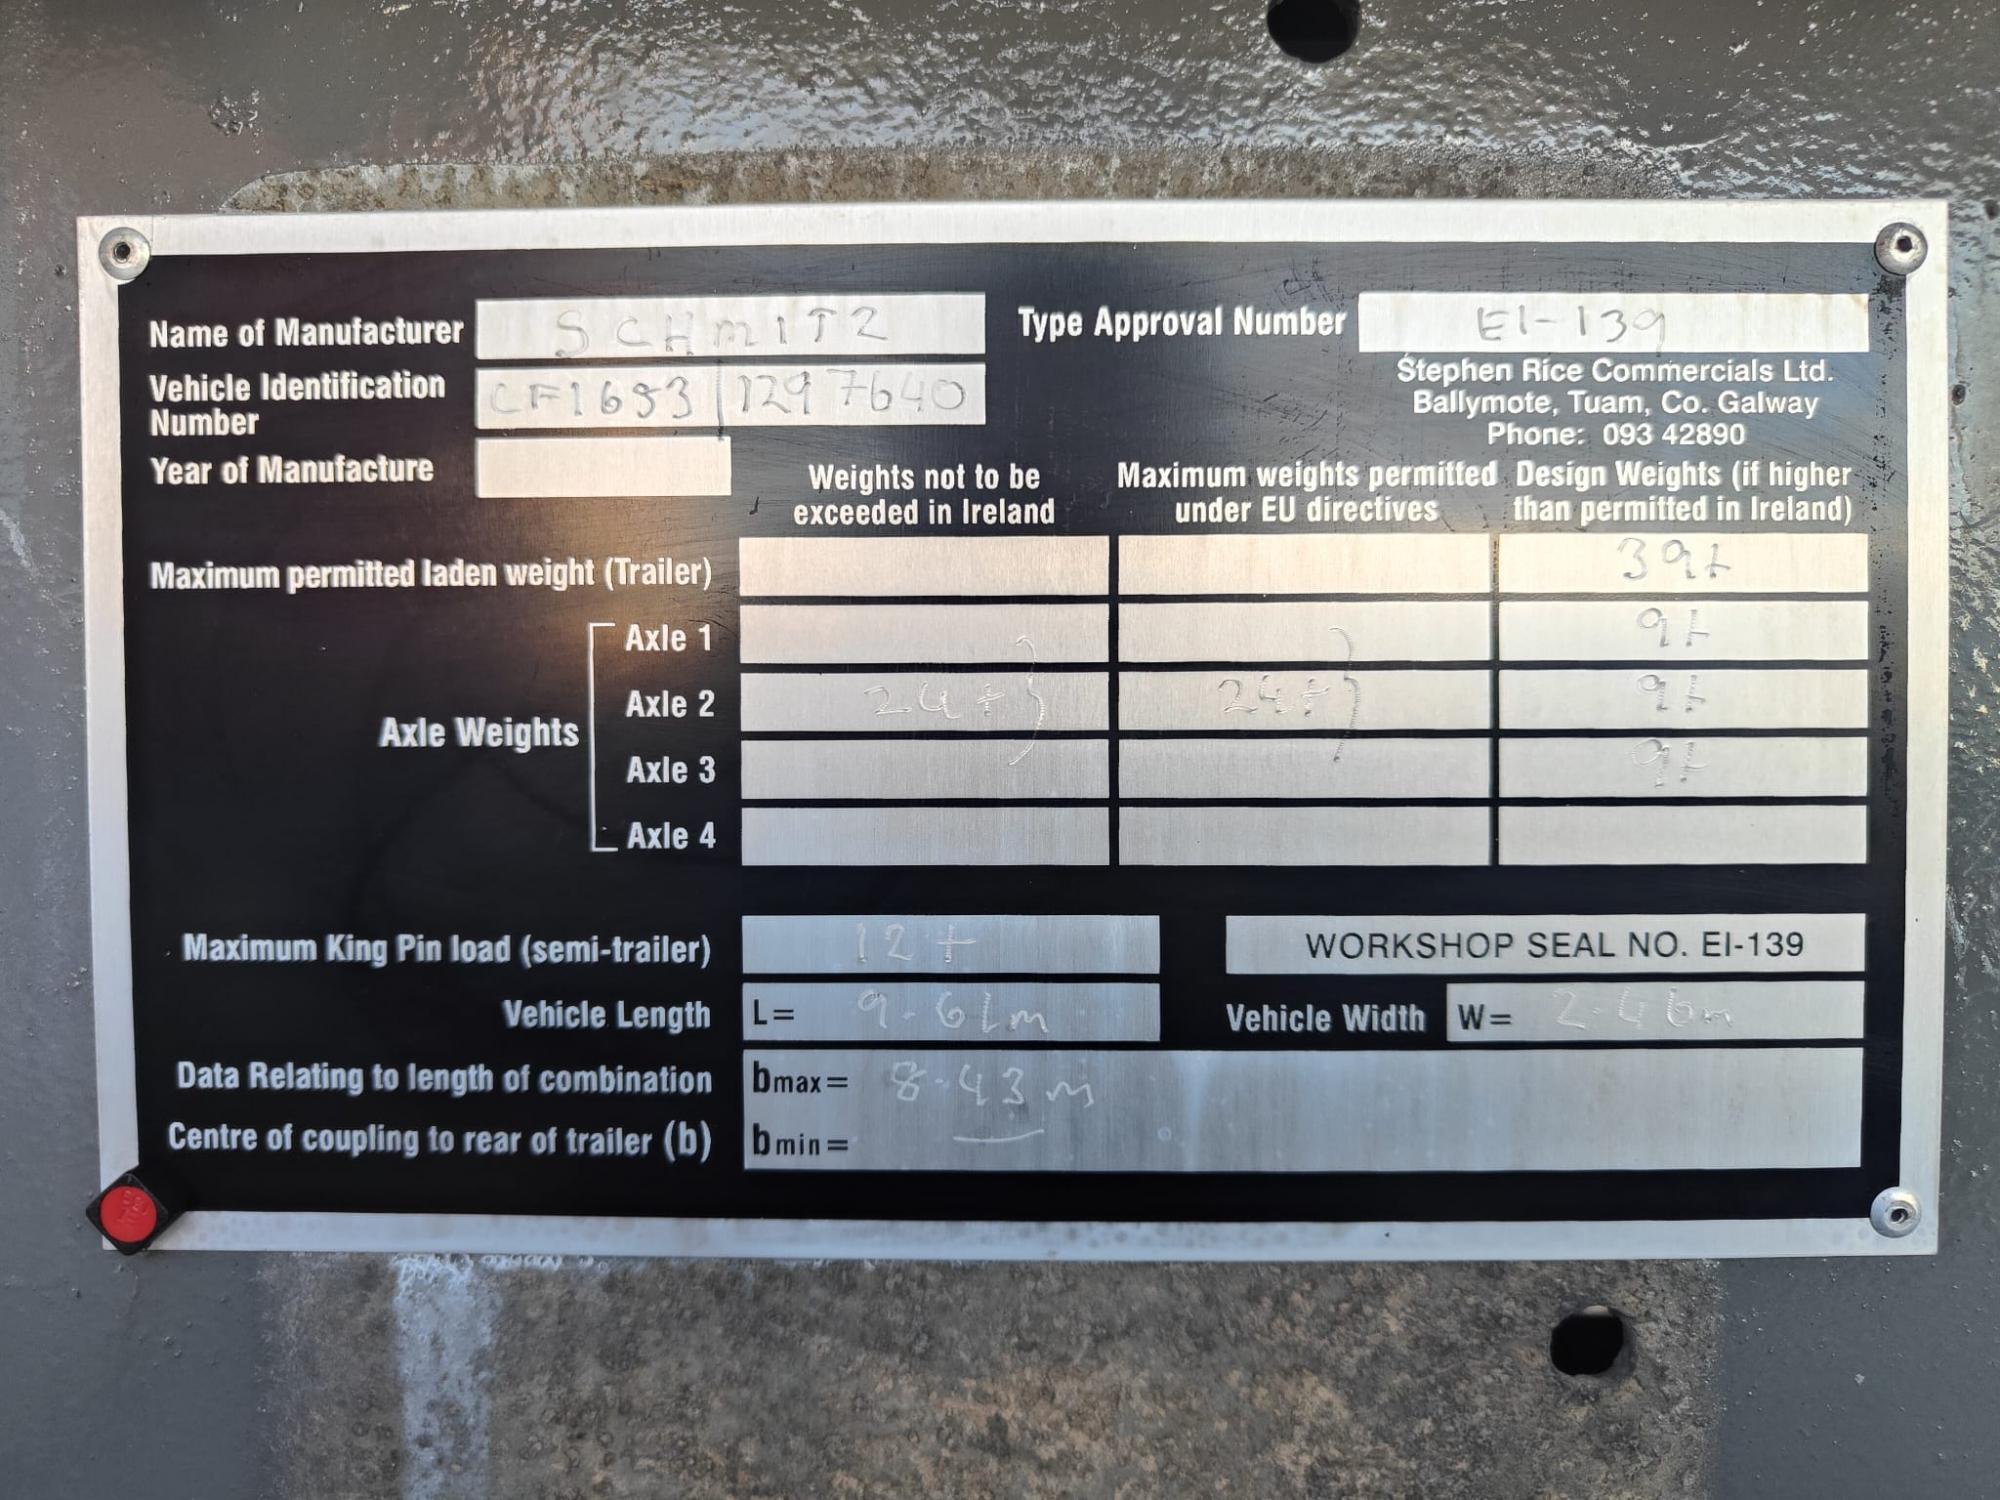 Name of Manufacturer SCHMITZ
Type Approval Number EI-139
Stephen Rice Commercials Ltd.
Ballymote, Tuam, Co. Galway
Phone: 093 42890
Vehicle Identification Number
Year of Manufacture
Weights not to be exceeded in Ireland
Maximum weights permitted under EU directives
Design Weights (if higher than permitted in Ireland)
Maximum permitted laden weight (Trailer) 39t
Axle Weights
Axle 1 9t
Axle 2 24t 24t 9t
Axle 3 9t
Axle 4
Maximum King Pin load (semi-trailer) 12t
WORKSHOP SEAL NO. EI-139
Vehicle Length L= 9.61m
Vehicle Width W= 2.46m
Data Relating to length of combination bmax= 8.43m
Centre of coupling to rear of trailer (b) bmin=